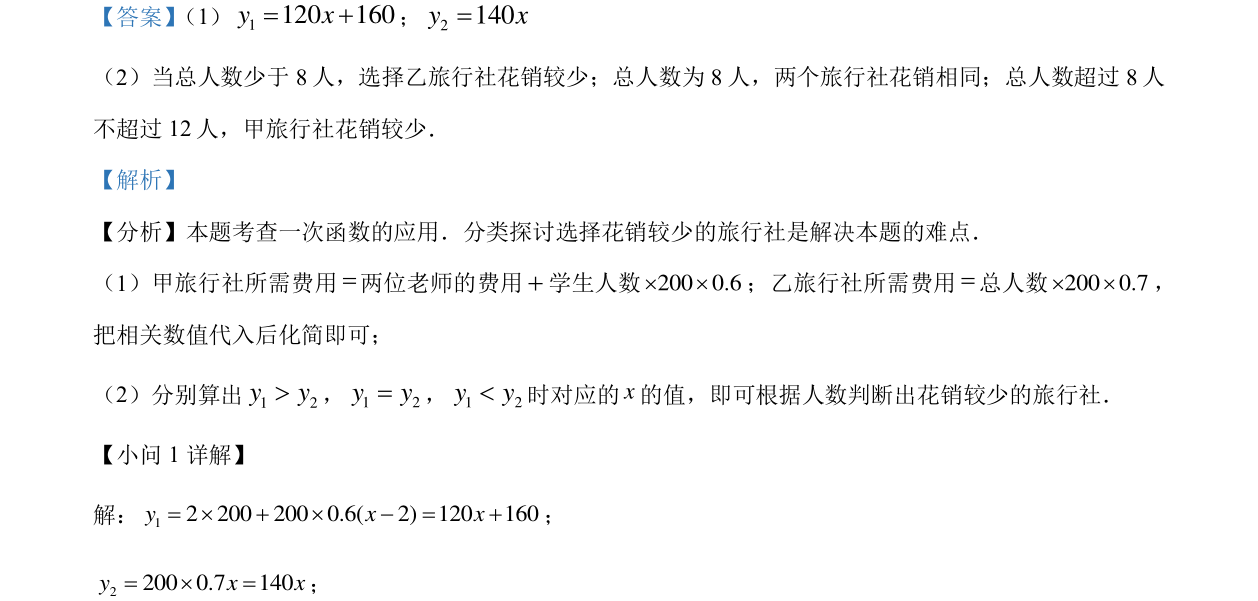 【答案】(1) y₁=120x+160；y₂=140x
(2) 当总人数少于 8 人，选择乙旅行社花销较少；总人数为 8 人，两个旅行社花销相同；总人数超过 8 人
不超过 12 人，甲旅行社花销较少．
【解析】
【分析】本题考查一次函数的应用．分类探讨选择花销较少的旅行社是解决本题的难点．
(1) 甲旅行社所需费用=两位老师的费用+学生人数×200×0.6；乙旅行社所需费用=总人数×200×0.7，
把相关数值代入后化简即可；
(2) 分别算出 y₁>y₂，y₁=y₂，y₁<y₂时对应的 x 的值，即可根据人数判断出花销较少的旅行社．
【小问 1 详解】
解：y₁=2×200+200×0.6(x−2)=120x+160；
y₂=200×0.7x=140x；